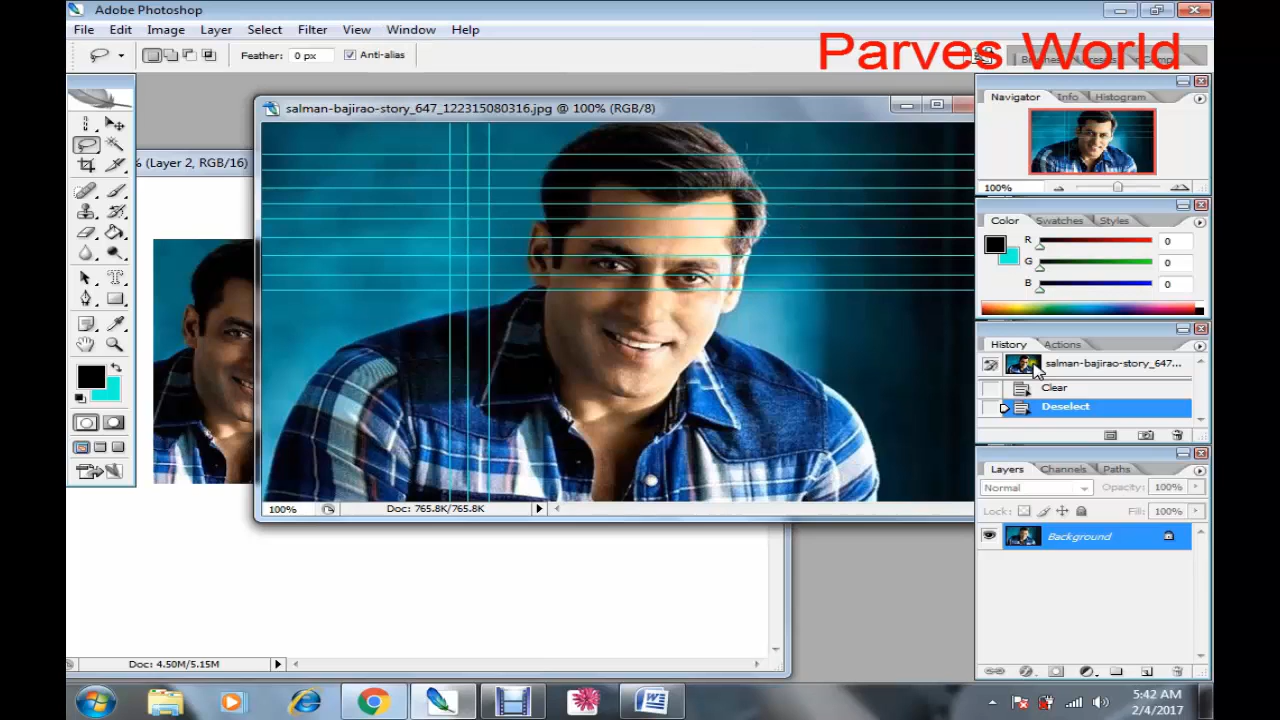 Adobe Photoshop
File Edit Image Layer Select Filter View Window Help
Feather: 0 px Anti-alias
Parves World
salman-bajirao-story_647_122315080316.jpg @ 100% (RGB/8)
% (Layer 2, RGB/16)
Navigator Info Histogram
100%
Color Swatches Styles
R 0
G 0
B 0
History Actions
salman-bajirao-story_647...
Clear
Deselect
Layers Channels Paths
Normal Opacity: 100%
Lock: Fill: 100%
Background
100% Doc: 765.8K/765.8K
Doc: 4.50M/5.15M
5:42 AM
2/4/2017